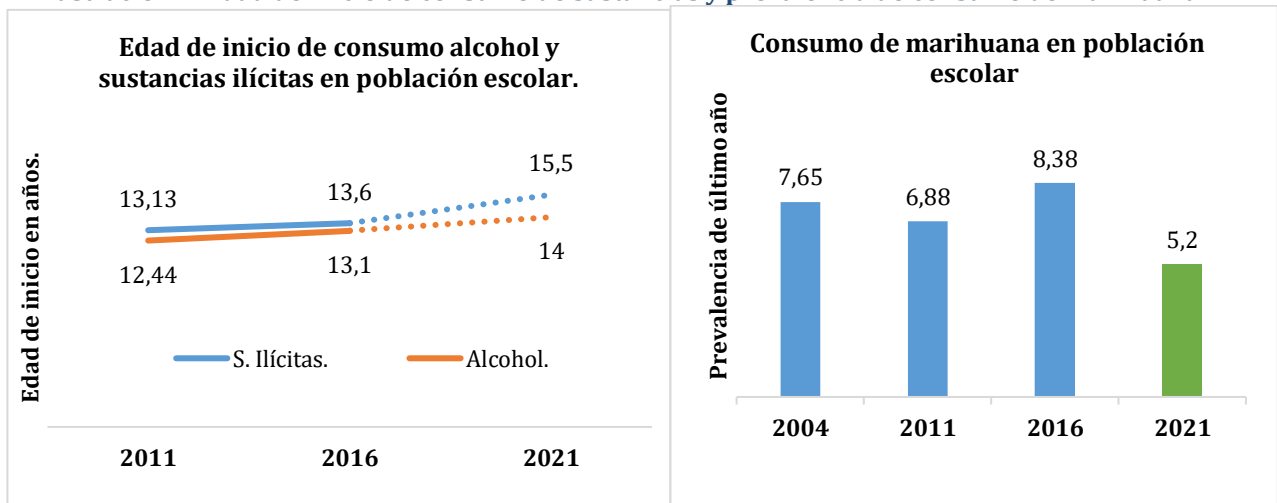 Edad de inicio de consumo alcohol y
sustancias ilícitas en población escolar.
Edad de inicio en años.
15,5
13,13
13,6
12,44
13,1
14
S. Ilícitas.
Alcohol.
2011
2016
2021
Consumo de marihuana en población
escolar
Prevalencia de último año
7,65
6,88
8,38
5,2
2004
2011
2016
2021